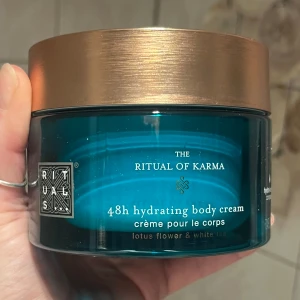 THE
RITUAL OF KARMA
RIT
UAL
S...
48h hydrating body cream
crème pour le corps
lotus flower & white